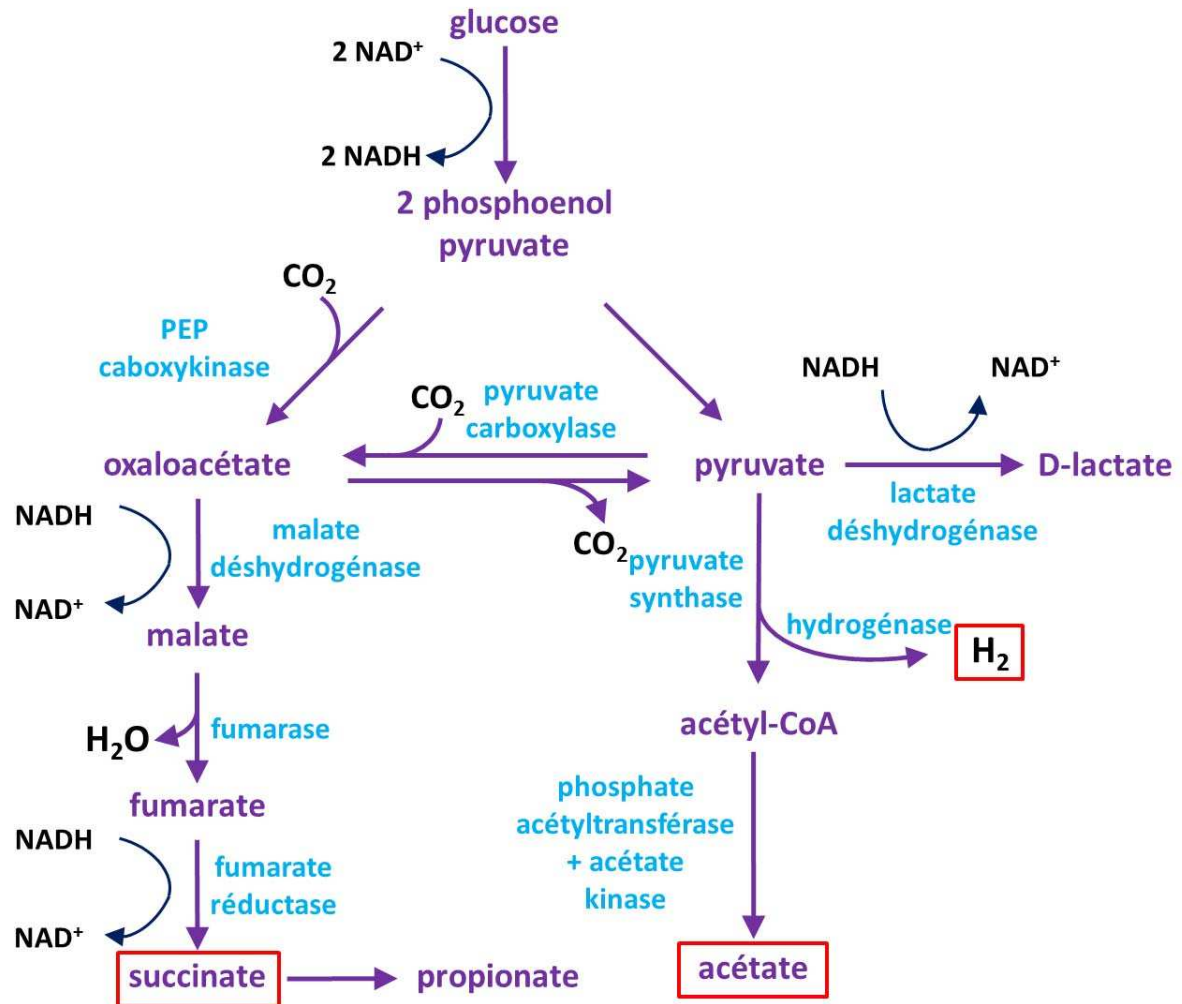 glucose
2 NAD⁺
2 NADH
2 phosphoenol
pyruvate
CO₂
PEP
caboxykinase
NADH
NAD⁺
CO₂
pyruvate
carboxylase
oxaloacétate
pyruvate
D-lactate
lactate
déshydrogénase
NADH
malate
déshydrogénase
NAD⁺
CO₂
pyruvate
synthase
malate
hydrogénase
H₂
H₂O
fumarase
acétyl-CoA
fumarate
phosphate
acétyltransférase
+ acétate
kinase
NADH
fumarate
réductase
NAD⁺
succinate
propionate
acétate